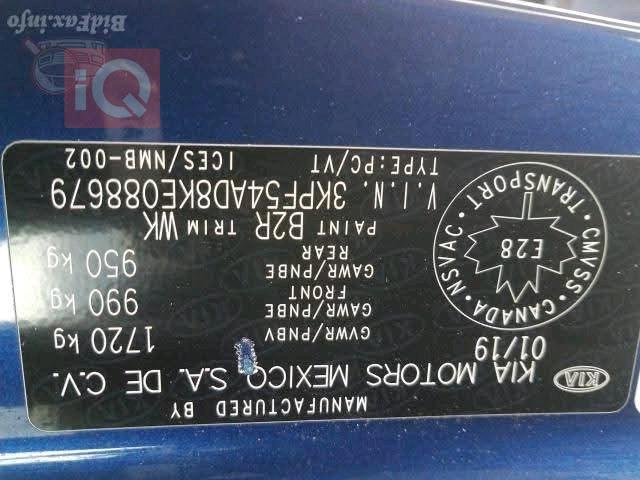 MANUFACTURED BY
KIA KIA MOTORS MEXICO, S.A. DE C.V.
01/19
GVWR/PNBV 1720 kg
GAWR/PNBE
FRONT 990 kg
GAWR/PNBE
REAR 950 kg
PAINT B2R TRIM WK
V.I.N. 3KPF54AD8KE088679
TYPE:PC/VT ICES/NMB-002
CMVSS · CANADA · NSVAC · TRANSPORT ·
E28
iQ
BidFax.info